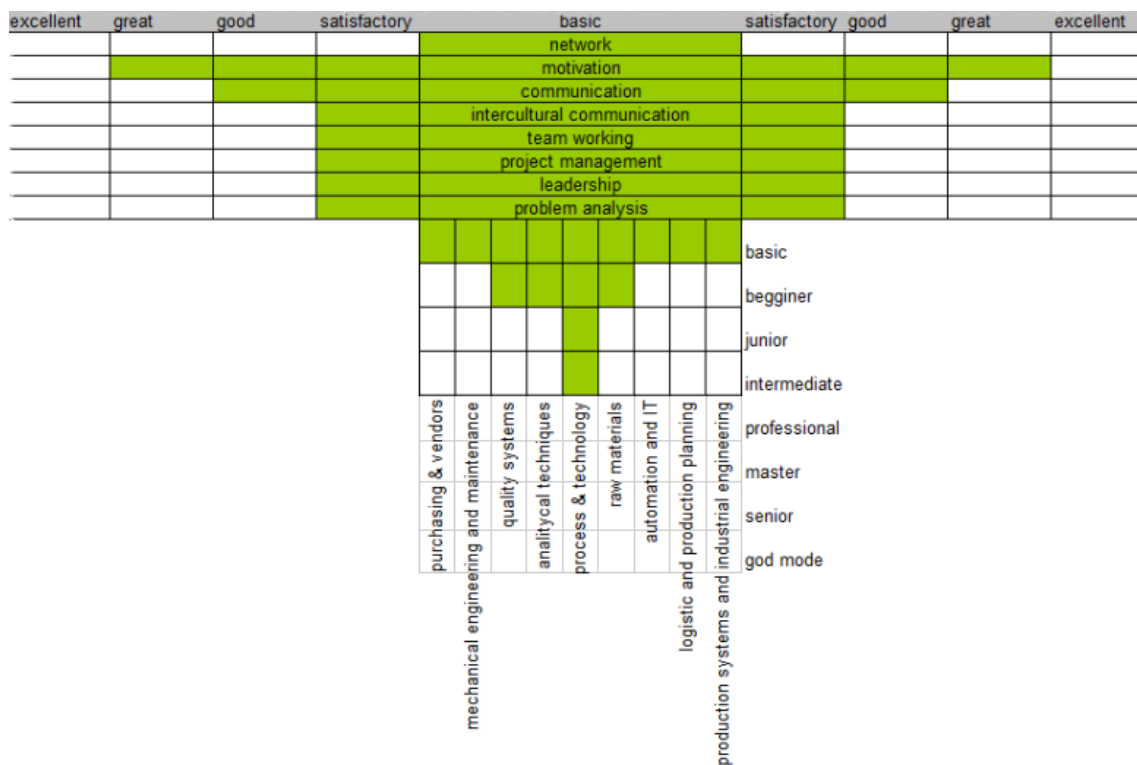 excellent great good satisfactory basic satisfactory good great excellent
network
motivation
communication
intercultural communication
team working
project management
leadership
problem analysis
basic
begginer
junior
intermediate
professional
master
senior
god mode
purchasing & vendors
mechanical engineering and maintenance
quality systems
analitycal techniques
process & technology
raw materials
automation and IT
logistic and production planning
production systems and industrial engineering